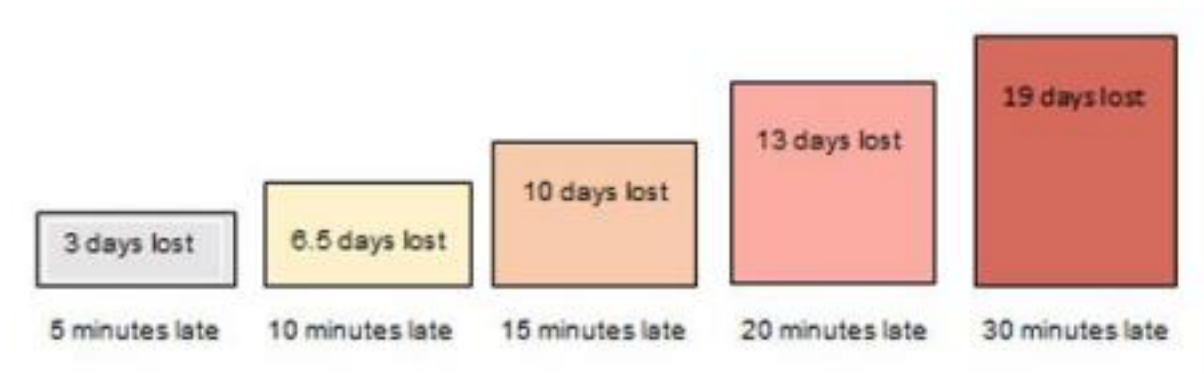 3 days lost
6.5 days lost
10 days lost
13 days lost
19 days lost
5 minutes late
10 minutes late
15 minutes late
20 minutes late
30 minutes late